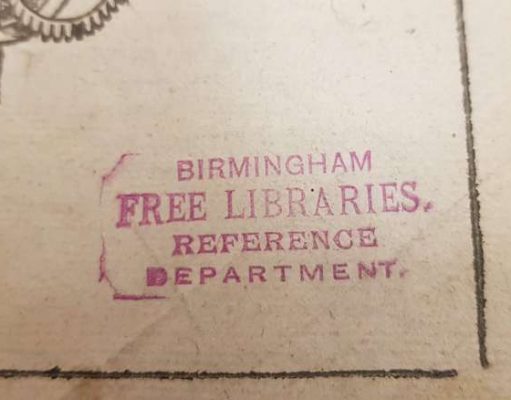 BIRMINGHAM
FREE LIBRARIES.
REFERENCE
DEPARTMENT.